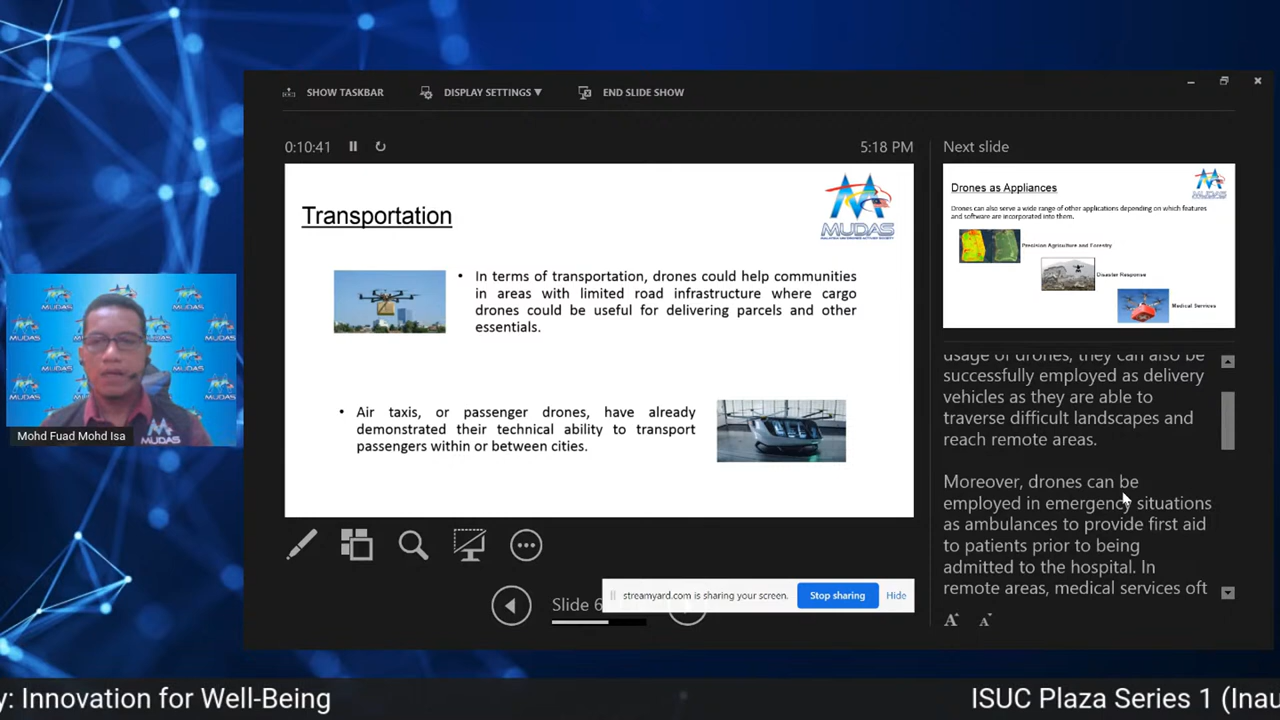 SHOW TASKBAR
DISPLAY SETTINGS ▼
END SLIDE SHOW
0:10:41
5:18 PM
Transportation
MUDAS
• In terms of transportation, drones could help communities
in areas with limited road infrastructure where cargo
drones could be useful for delivering parcels and other
essentials.
• Air taxis, or passenger drones, have already
demonstrated their technical ability to transport
passengers within or between cities.
Slide 6
streamyard.com is sharing your screen.
Stop sharing
Hide
Next slide
Drones as Appliances
MUDAS
Drones can also serve a wide range of other applications depending on which features
and software are incorporated into them.
Precision Agriculture and Forestry
Disaster Response
Medical Services
usage of drones, they can also be
successfully employed as delivery
vehicles as they are able to
traverse difficult landscapes and
reach remote areas.
Moreover, drones can be
employed in emergency situations
as ambulances to provide first aid
to patients prior to being
admitted to the hospital. In
remote areas, medical services oft
A A
MUDAS
MUDAS
MUDAS
MUDAS
MUDAS
Mohd Fuad Mohd Isa
y: Innovation for Well-Being
ISUC Plaza Series 1 (Inau